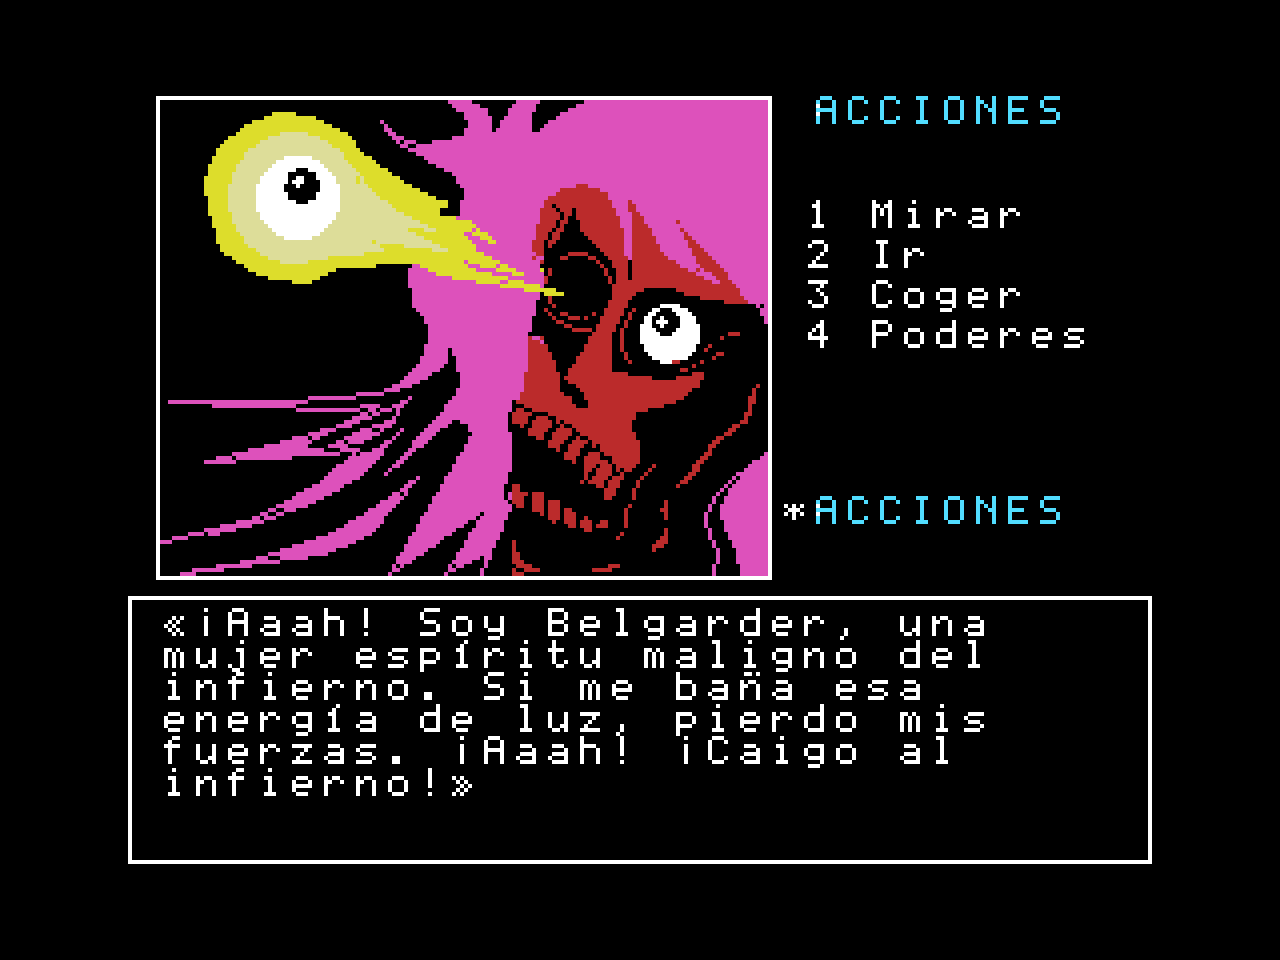 ACCIONES
1 Mirar
2 Ir
3 Coger
4 Poderes
*ACCIONES
«¡Aaah! Soy Belgarder, una
mujer espíritu maligno del
infierno. Si me baña esa
energía de luz, pierdo mis
fuerzas. ¡Aaah! ¡Caigo al
infierno!»